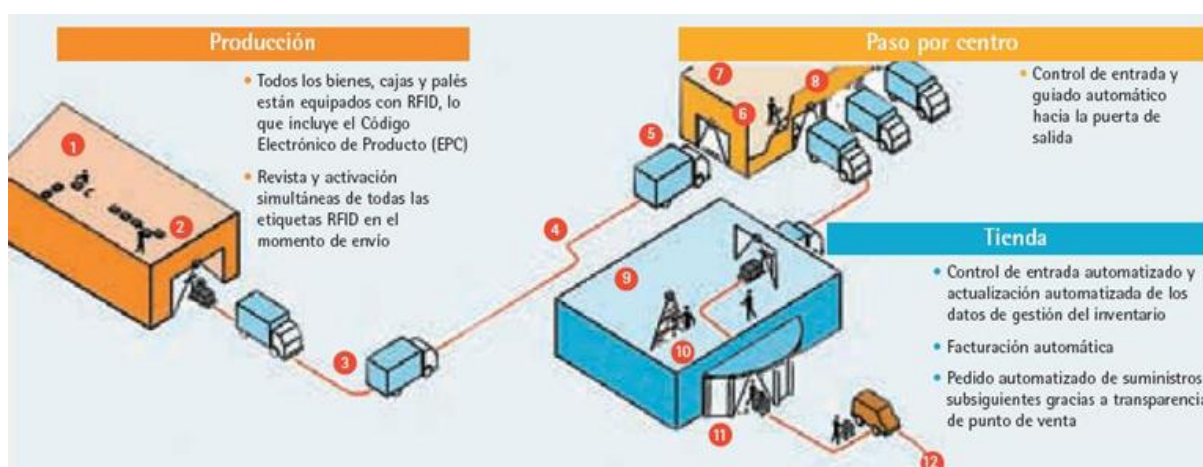 Producción
• Todos los bienes, cajas y palés
están equipados con RFID, lo
que incluye el Código
Electrónico de Producto (EPC)
• Revista y activación
simultáneas de todas las
etiquetas RFID en el
momento de envío
Paso por centro
• Control de entrada y
guiado automático
hacia la puerta de
salida
Tienda
• Control de entrada automatizado y
actualización automatizada de los
datos de gestión del inventario
• Facturación automática
• Pedido automatizado de suministros
subsiguientes gracias a transparencia
de punto de venta
1
2
3
4
5
6
7
8
9
10
11
12